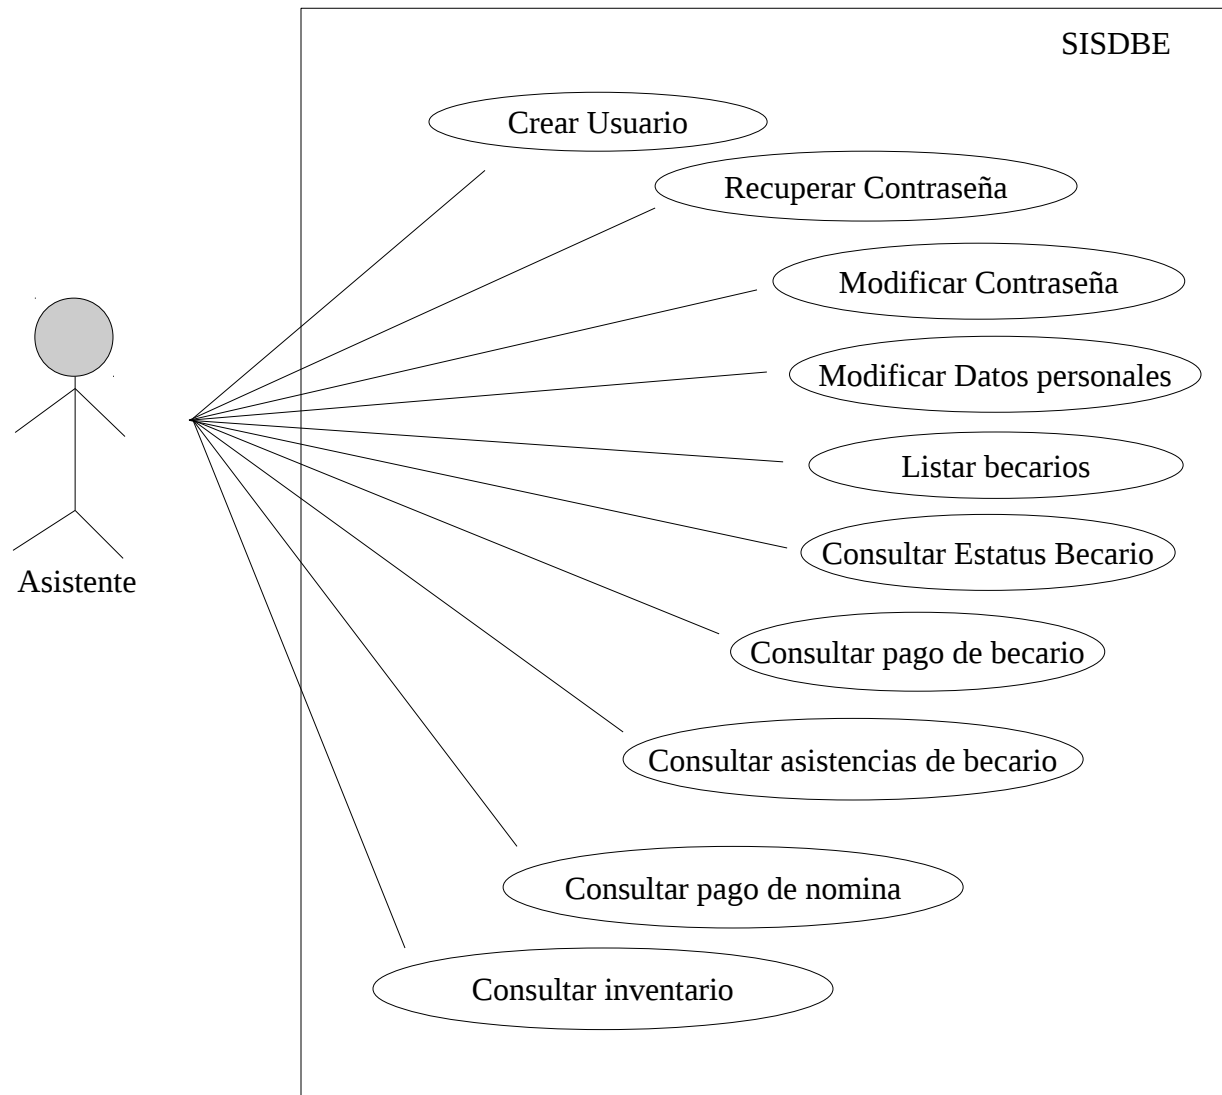 SISDBE
Crear Usuario
Recuperar Contraseña
Modificar Contraseña
Modificar Datos personales
Listar becarios
Consultar Estatus Becario
Asistente
Consultar pago de becario
Consultar asistencias de becario
Consultar pago de nomina
Consultar inventario